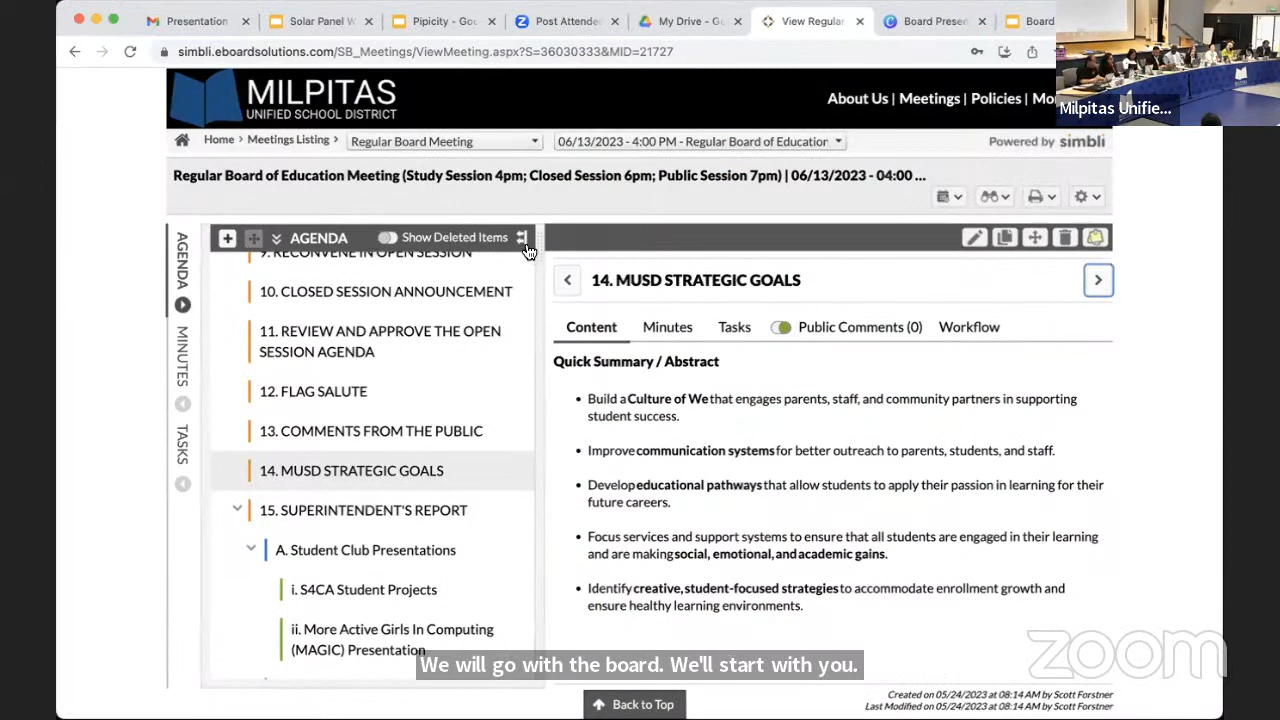 Presentation
Solar Panel W
Pipicity - Goo
Post Attende
My Drive - Go
View Regular
Board Presen
Board
simbli.eboardsolutions.com/SB_Meetings/ViewMeeting.aspx?S=36030333&MID=21727
Milpitas Unifie...
MILPITAS
UNIFIED SCHOOL DISTRICT
About Us | Meetings | Policies | Mo
Home > Meetings Listing >
Regular Board Meeting
06/13/2023 - 4:00 PM - Regular Board of Education
Powered by simbli
Regular Board of Education Meeting (Study Session 4pm; Closed Session 6pm; Public Session 7pm) | 06/13/2023 - 04:00 ...
AGENDA
MINUTES
TASKS
AGENDA
Show Deleted Items
9. RECONVENE IN OPEN SESSION
10. CLOSED SESSION ANNOUNCEMENT
11. REVIEW AND APPROVE THE OPEN
SESSION AGENDA
12. FLAG SALUTE
13. COMMENTS FROM THE PUBLIC
14. MUSD STRATEGIC GOALS
15. SUPERINTENDENT'S REPORT
A. Student Club Presentations
i. S4CA Student Projects
ii. More Active Girls In Computing
(MAGIC) Presentation
14. MUSD STRATEGIC GOALS
Content
Minutes
Tasks
Public Comments (0)
Workflow
Quick Summary / Abstract
• Build a Culture of We that engages parents, staff, and community partners in supporting
student success.
• Improve communication systems for better outreach to parents, students, and staff.
• Develop educational pathways that allow students to apply their passion in learning for their
future careers.
• Focus services and support systems to ensure that all students are engaged in their learning
and are making social, emotional, and academic gains.
• Identify creative, student-focused strategies to accommodate enrollment growth and
ensure healthy learning environments.
We will go with the board. We'll start with you.
zoom
Back to Top
Created on 05/24/2023 at 08:14 AM by Scott Forstner
Last Modified on 05/24/2023 at 08:14 AM by Scott Forstner